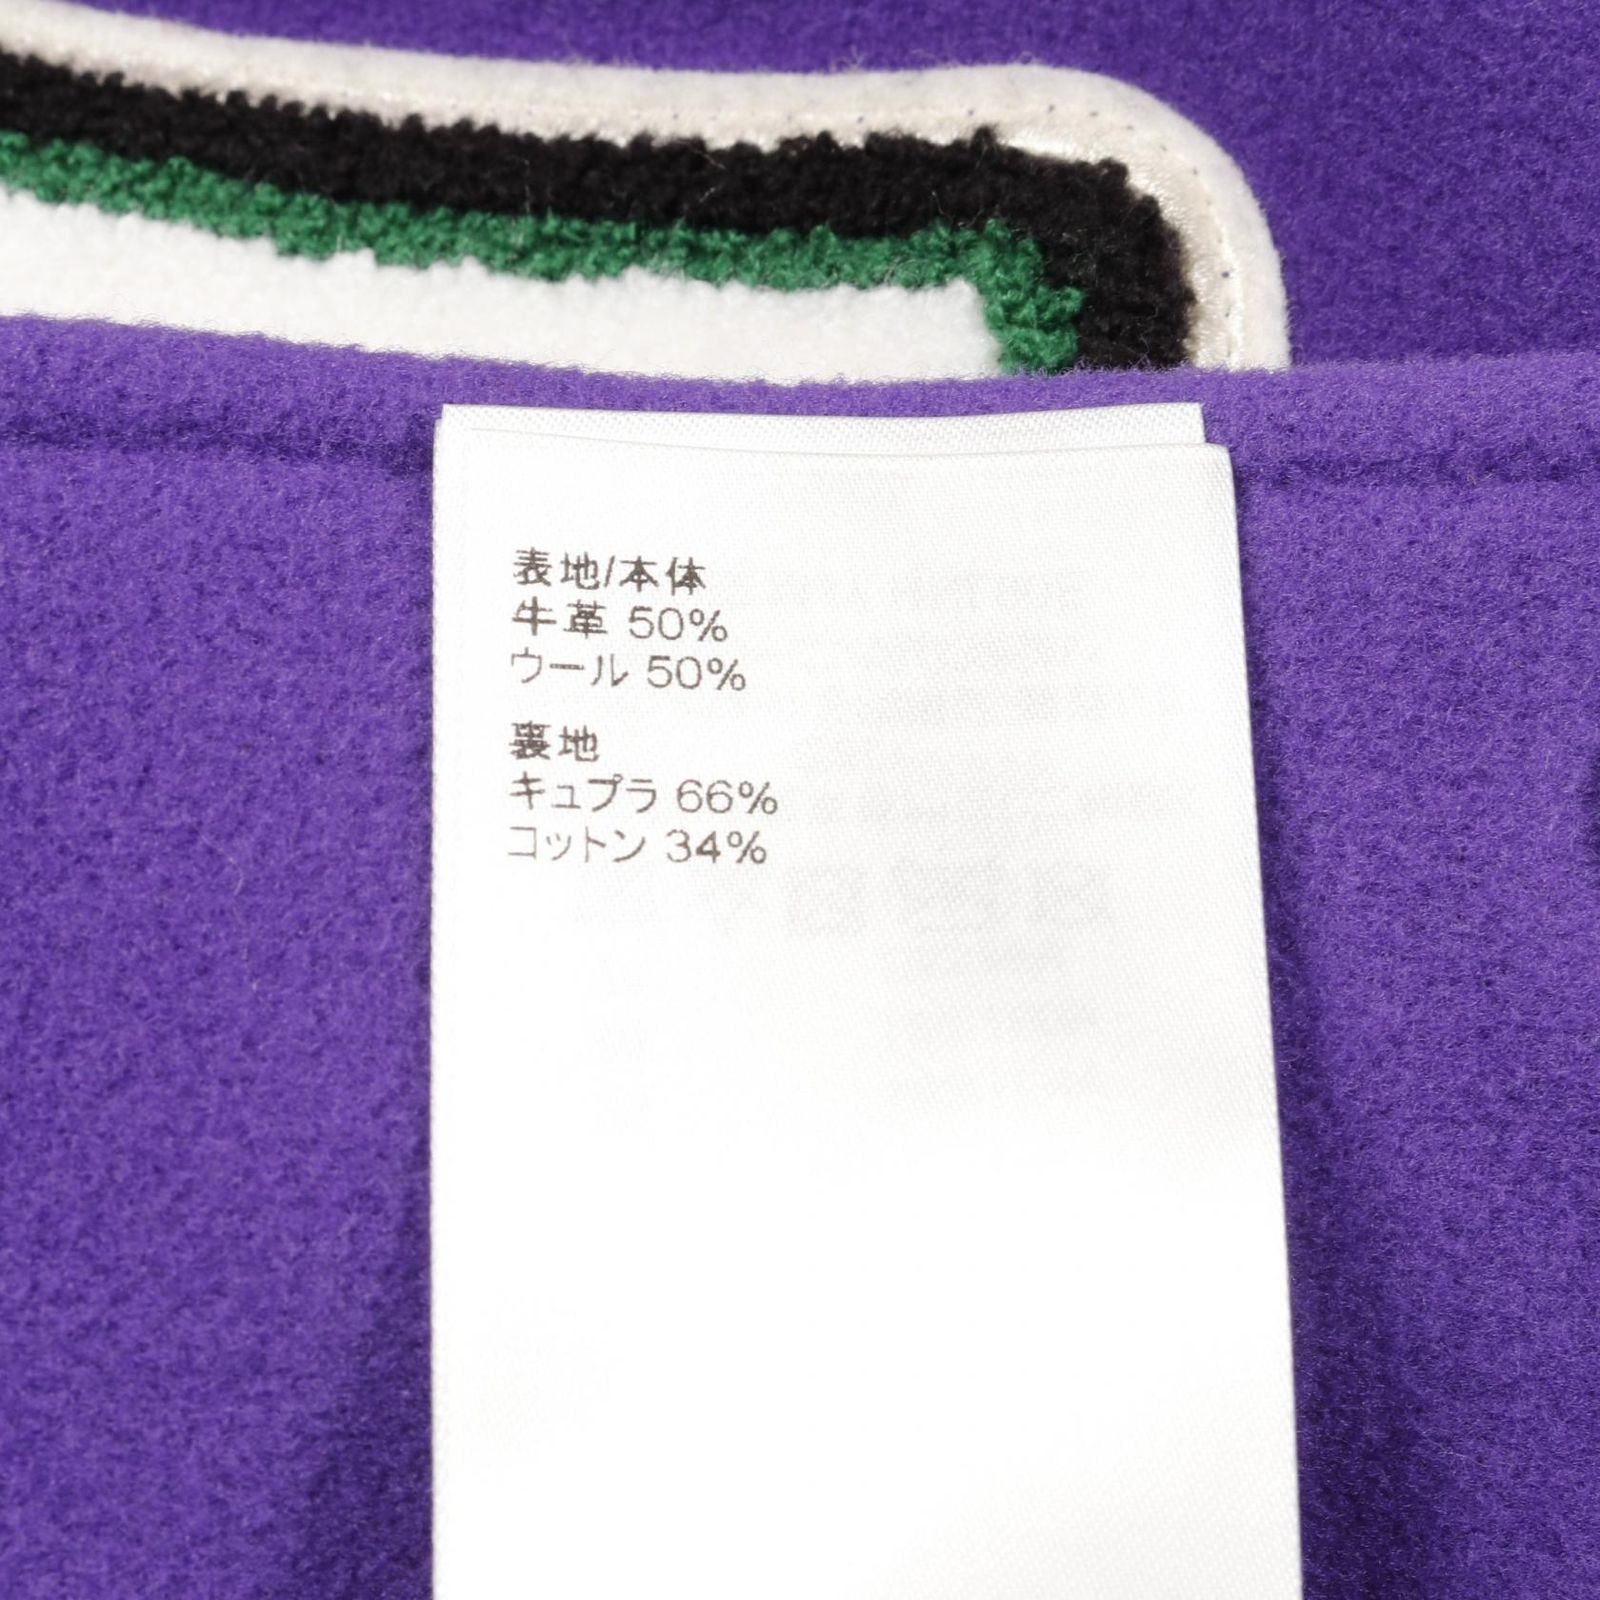 表地/本体
牛革 50%
ウール 50%
裏地
キュプラ 66%
コットン 34%